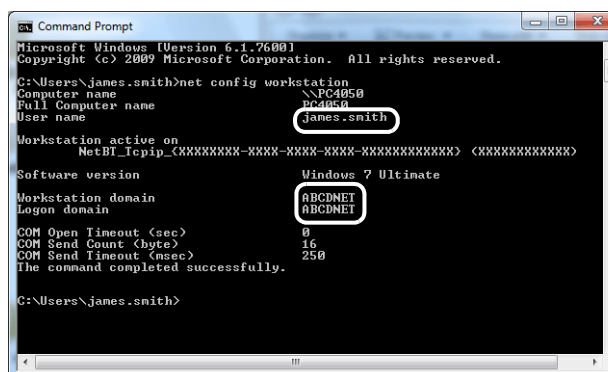 Command Prompt
Microsoft Windows [Version 6.1.7600]
Copyright (c) 2009 Microsoft Corporation. All rights reserved.
C:\Users\james.smith>net config workstation
Computer name \\PC4050
Full Computer name PC4050
User name james.smith
Workstation active on
NetBT_Tcpip_{XXXXXXXX-XXXX-XXXX-XXXX-XXXXXXXXXXXX} (XXXXXXXXXXXX)
Software version Windows 7 Ultimate
Workstation domain ABCDNET
Logon domain ABCDNET
COM Open Timeout (sec) 0
COM Send Count (byte) 16
COM Send Timeout (msec) 250
The command completed successfully.
C:\Users\james.smith>